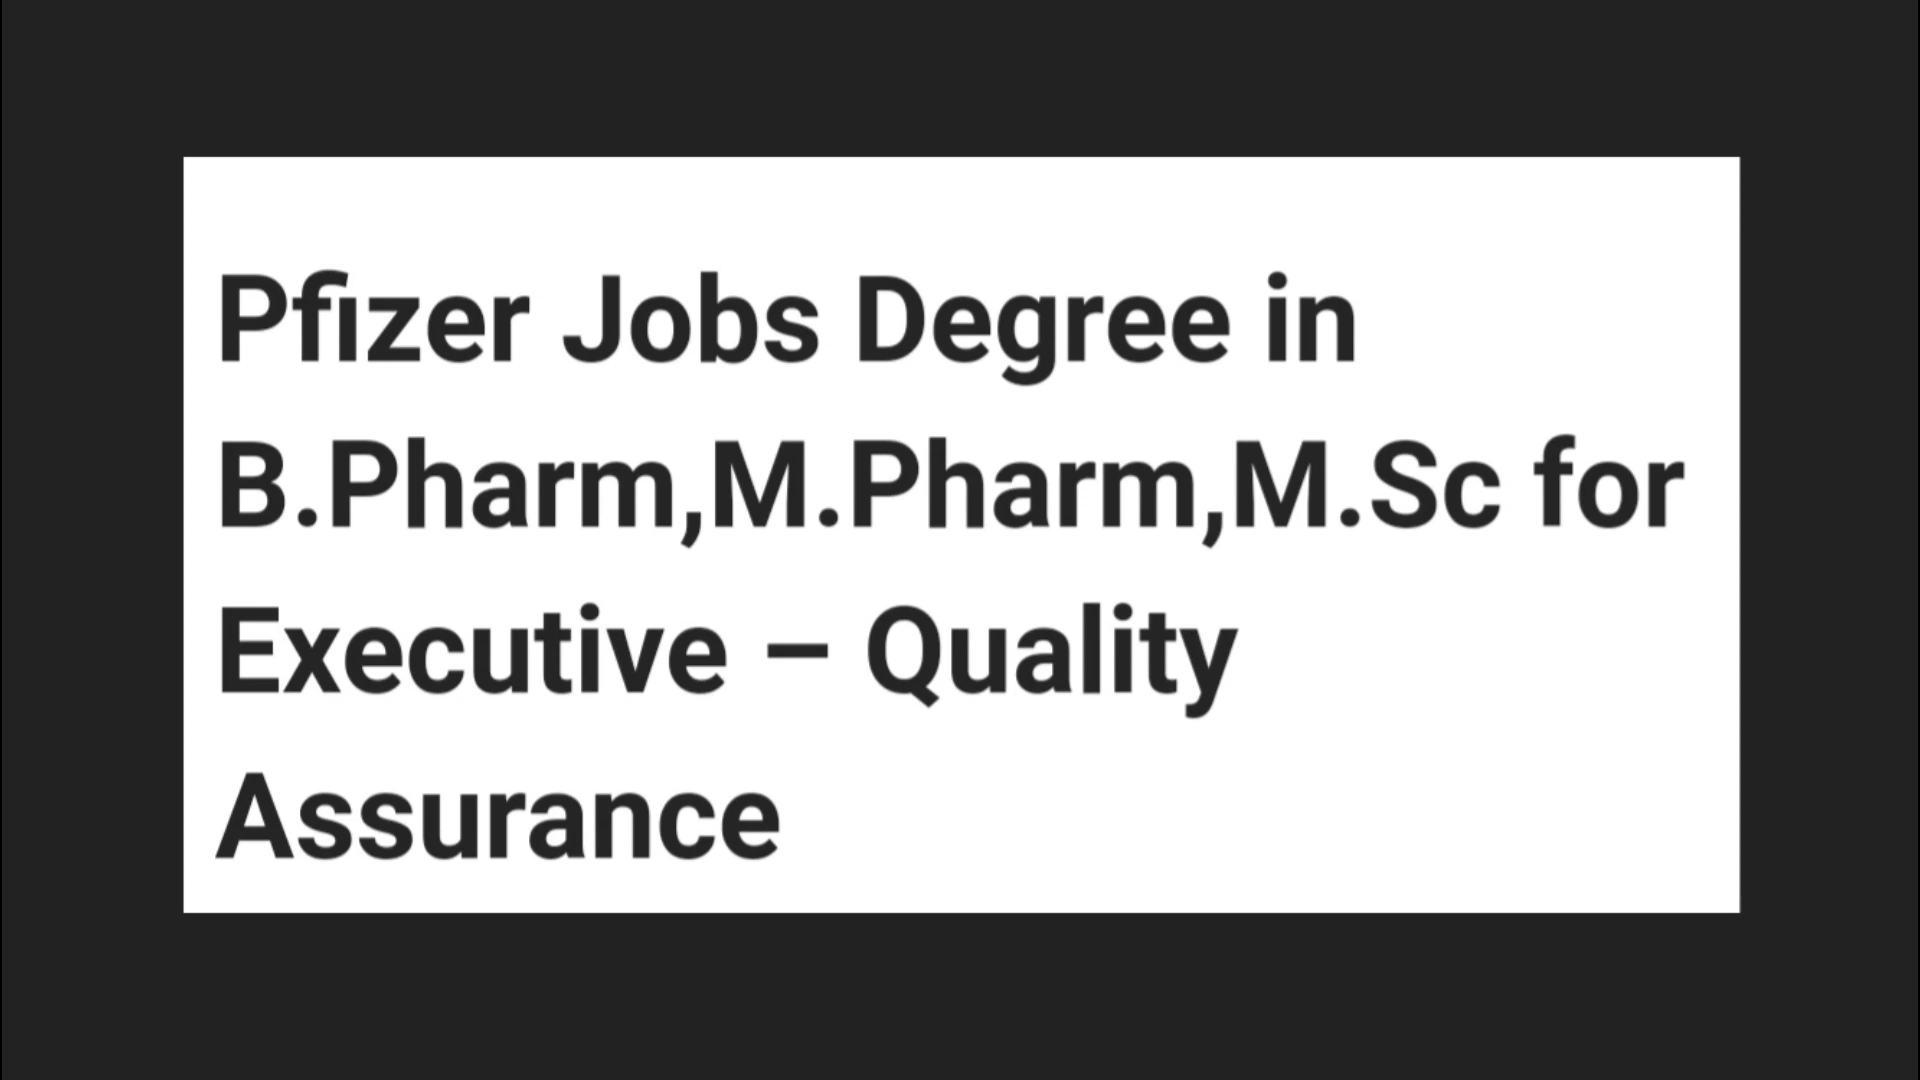 Pfizer Jobs Degree in
B.Pharm,M.Pharm,M.Sc for
Executive – Quality
Assurance